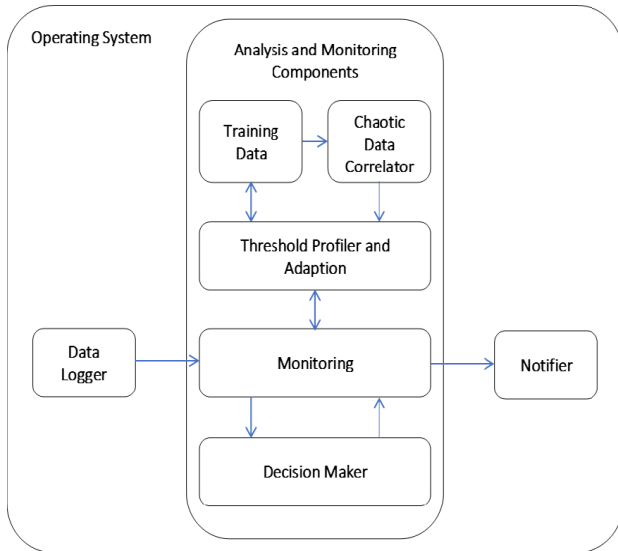 Operating System
Analysis and Monitoring
Components
Training
Data
Chaotic
Data
Correlator
Threshold Profiler and
Adaption
Data
Logger
Monitoring
Notifier
Decision Maker